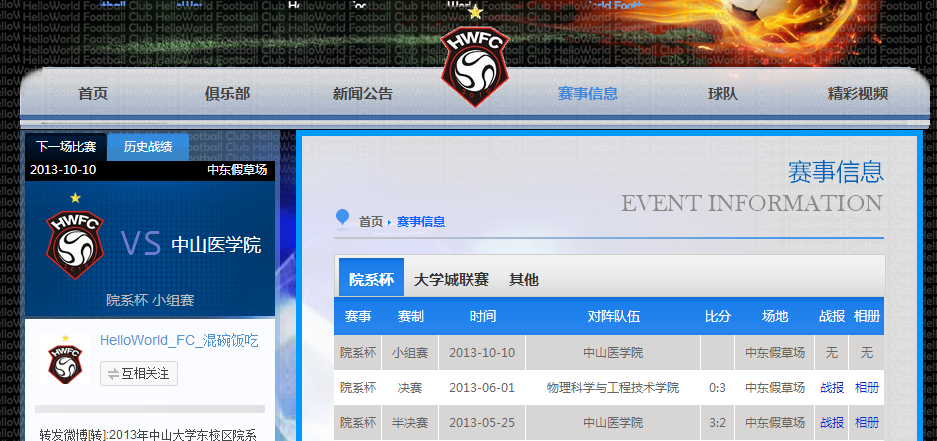 HWFC
首页 俱乐部 新闻公告 赛事信息 球队 精彩视频
下一场比赛 历史战绩
2013-10-10 中东假草场
HWFC
VS 中山医学院
院系杯 小组赛
HWFC
HelloWorld_FC_混碗饭吃
互相关注
转发微博[转]:2013年中山大学东校区院系
赛事信息
EVENT INFORMATION
首页 赛事信息
院系杯 大学城联赛 其他
赛事 赛制 时间 对阵队伍 比分 场地 战报 相册
院系杯 小组赛 2013-10-10 中山医学院 中东假草场 无 无
院系杯 决赛 2013-06-01 物理科学与工程技术学院 0:3 中东假草场 战报 相册
院系杯 半决赛 2013-05-25 中山医学院 3:2 中东假草场 战报 相册